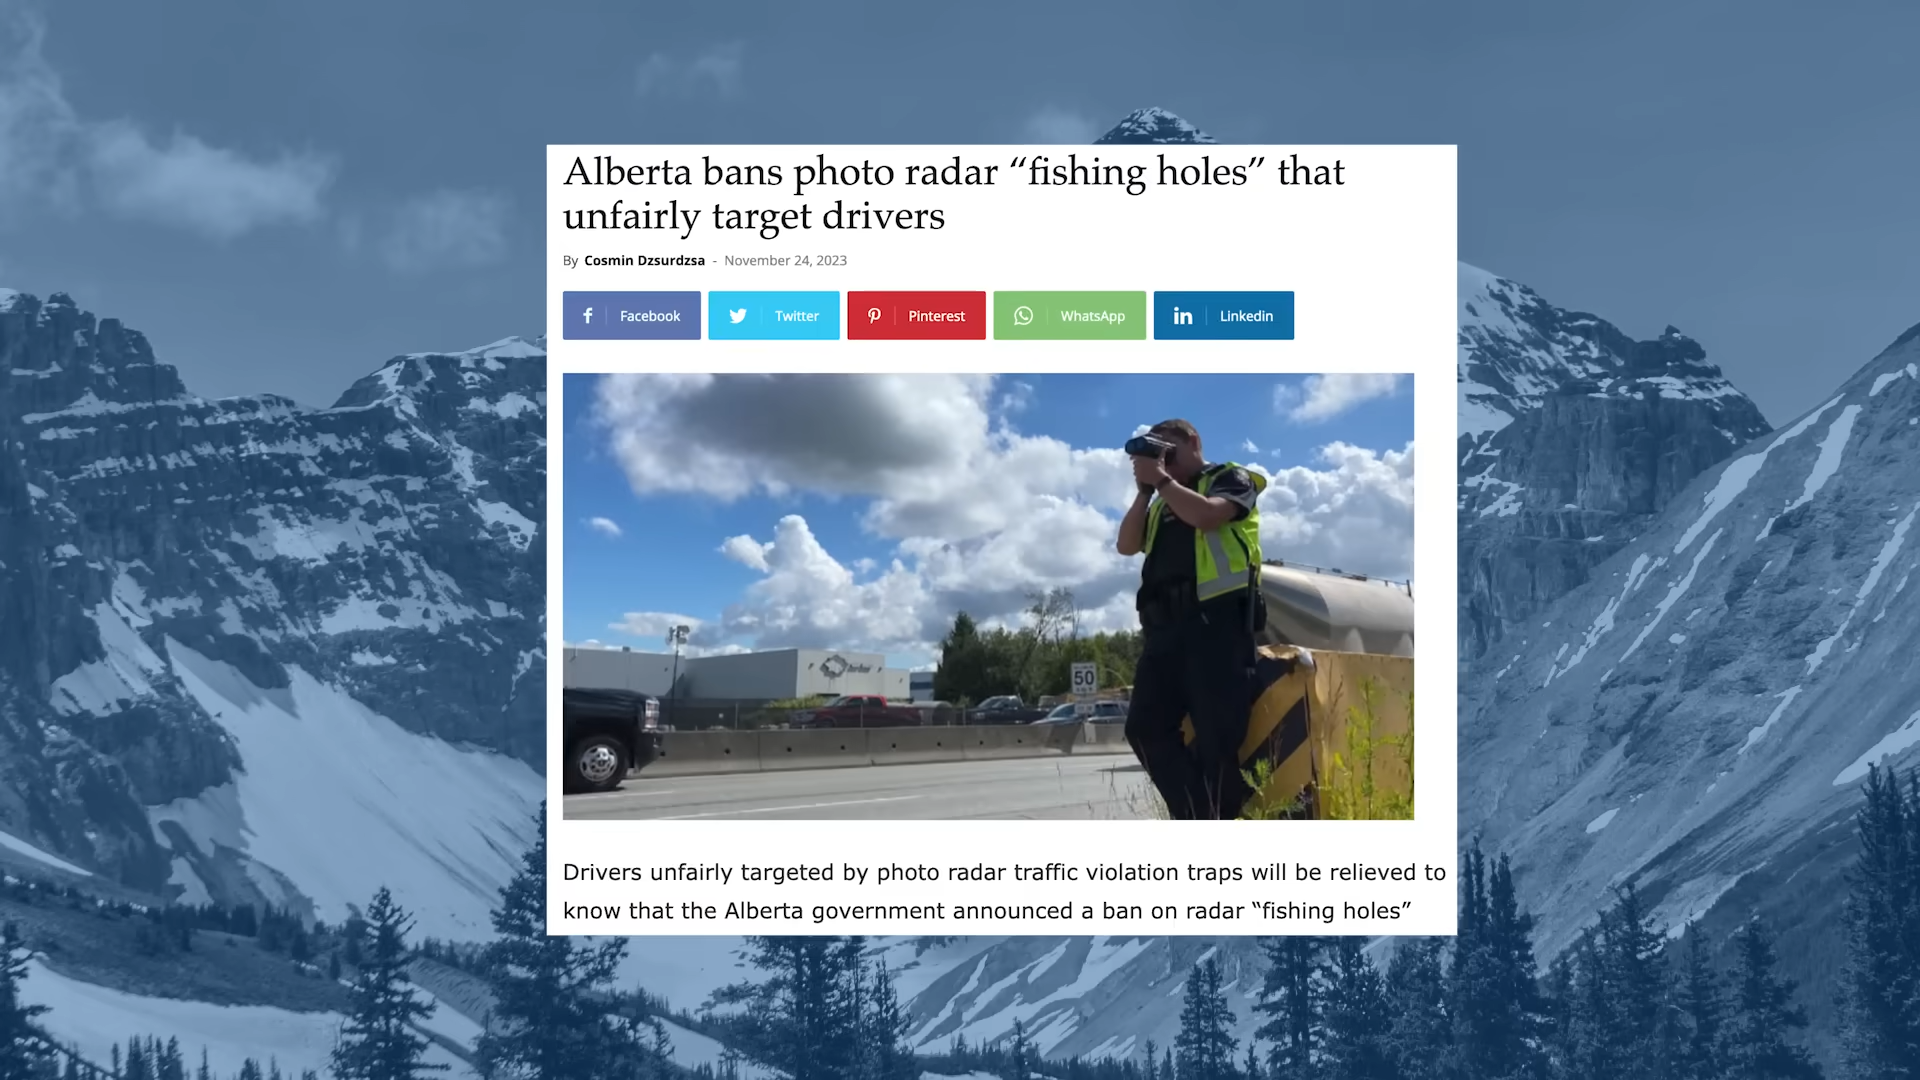 Alberta bans photo radar “fishing holes” that
unfairly target drivers
By Cosmin Dzsurdzsa - November 24, 2023
Facebook Twitter Pinterest WhatsApp Linkedin
50
Drivers unfairly targeted by photo radar traffic violation traps will be relieved to
know that the Alberta government announced a ban on radar “fishing holes”